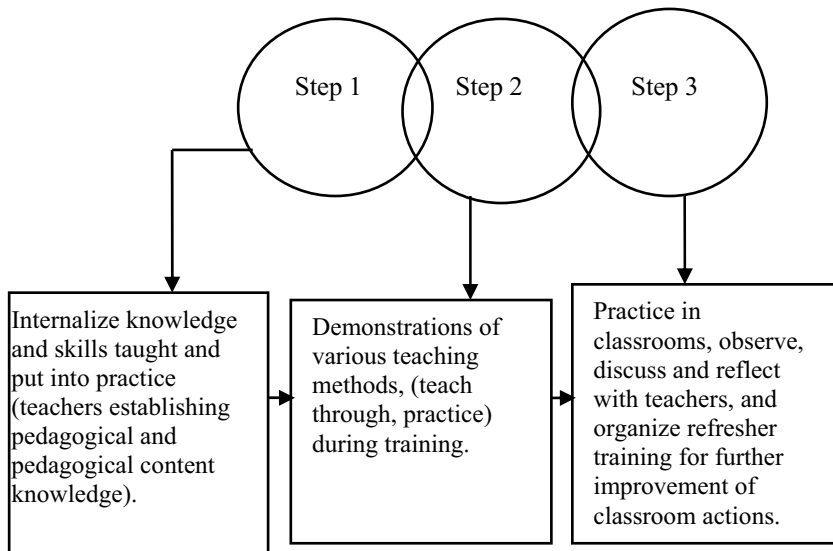 Step 1
Step 2
Step 3
Internalize knowledge
and skills taught and
put into practice
(teachers establishing
pedagogical and
pedagogical content
knowledge).
Demonstrations of
various teaching
methods, (teach
through, practice)
during training.
Practice in
classrooms, observe,
discuss and reflect
with teachers, and
organize refresher
training for further
improvement of
classroom actions.